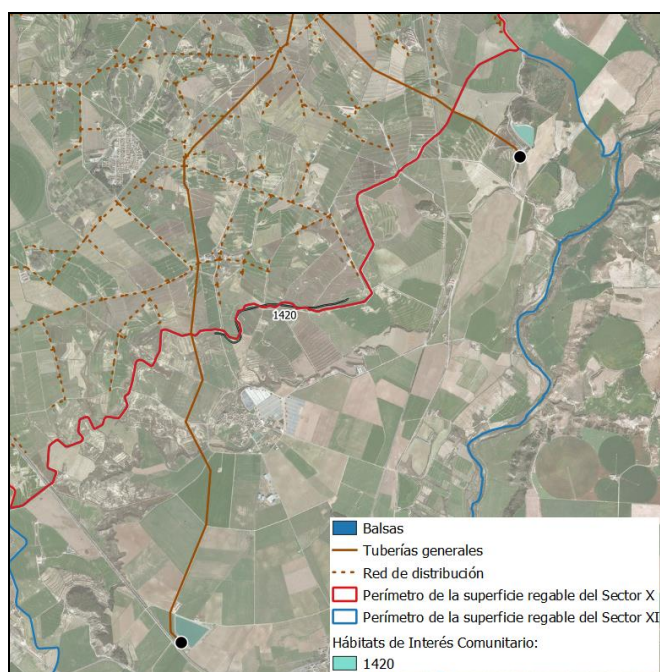 1420
Balsas
Tuberías generales
Red de distribución
Perímetro de la superficie regable del Sector X
Perímetro de la superficie regable del Sector XI
Hábitats de Interés Comunitario:
1420